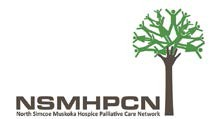 NSMHPCN
North Simcoe Muskoka Hospice Palliative Care Network